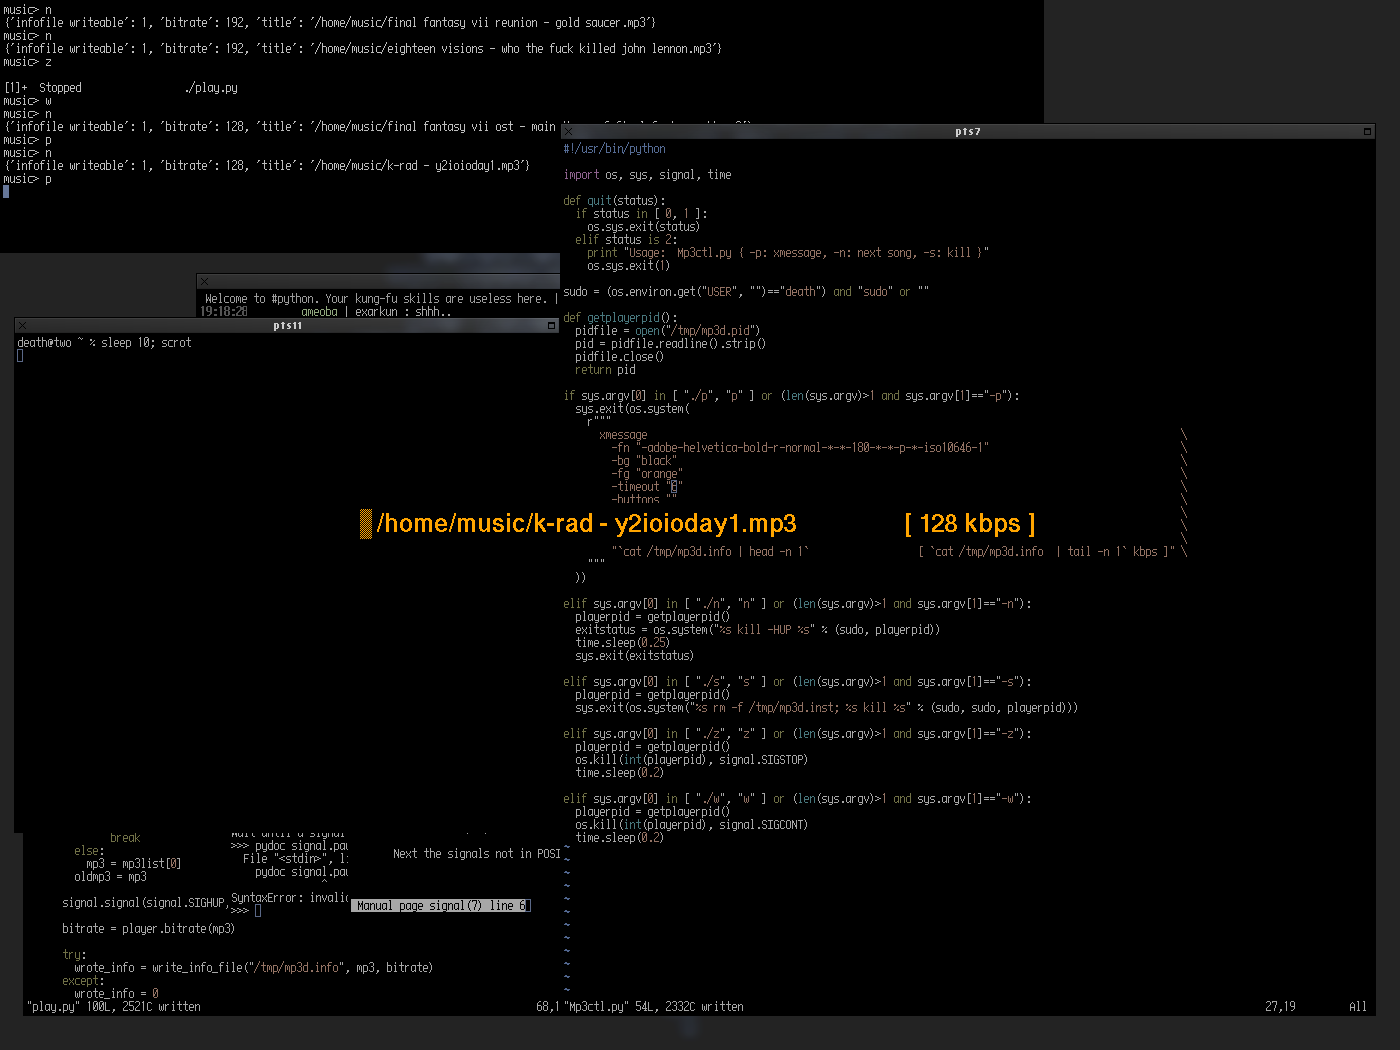 music> n
{'infofile writeable': 1, 'bitrate': 192, 'title': '/home/music/final fantasy vii reunion - gold saucer.mp3'}
music> n
{'infofile writeable': 1, 'bitrate': 192, 'title': '/home/music/eighteen visions - who the fuck killed john lennon.mp3'}
music> z
[1]+  Stopped                 ./play.py
music> w
music> n
{'infofile writeable': 1, 'bitrate': 128, 'title': '/home/music/final fantasy vii ost - main
music> p
music> n
{'infofile writeable': 1, 'bitrate': 128, 'title': '/home/music/k-rad - y2ioioday1.mp3'}
music> p
Welcome to #python. Your kung-fu skills are useless here. |
19:18:28         ameoba | exarkun : shhh..
pts11
death@two ~ % sleep 10; scrot
pts7
#!/usr/bin/python
import os, sys, signal, time
def quit(status):
  if status in [ 0, 1 ]:
    os.sys.exit(status)
  elif status is 2:
    print "Usage:  Mp3ctl.py { -p: xmessage, -n: next song, -s: kill }"
    os.sys.exit(1)
sudo = (os.environ.get("USER", "")=="death") and "sudo" or ""
def getplayerpid():
  pidfile = open("/tmp/mp3d.pid")
  pid = pidfile.readline().strip()
  pidfile.close()
  return pid
if sys.argv[0] in [ "./p", "p" ] or (len(sys.argv)>1 and sys.argv[1]=="-p"):
  sys.exit(os.system(
    r"""
      xmessage \
        -fn "-adobe-helvetica-bold-r-normal-*-*-180-*-*-p-*-iso10646-1" \
        -bg "black" \
        -fg "orange" \
        -timeout " " \
        -buttons "" \
/home/music/k-rad - y2ioioday1.mp3 [ 128 kbps ]
        "`cat /tmp/mp3d.info | head -n 1`                  [ `cat /tmp/mp3d.info  | tail -n 1` kbps ]" \
    """
  ))
elif sys.argv[0] in [ "./n", "n" ] or (len(sys.argv)>1 and sys.argv[1]=="-n"):
  playerpid = getplayerpid()
  exitstatus = os.system("%s kill -HUP %s" % (sudo, playerpid))
  time.sleep(0.25)
  sys.exit(exitstatus)
elif sys.argv[0] in [ "./s", "s" ] or (len(sys.argv)>1 and sys.argv[1]=="-s"):
  playerpid = getplayerpid()
  sys.exit(os.system("%s rm -f /tmp/mp3d.inst; %s kill %s" % (sudo, sudo, playerpid)))
elif sys.argv[0] in [ "./z", "z" ] or (len(sys.argv)>1 and sys.argv[1]=="-z"):
  playerpid = getplayerpid()
  os.kill(int(playerpid), signal.SIGSTOP)
  time.sleep(0.2)
elif sys.argv[0] in [ "./w", "w" ] or (len(sys.argv)>1 and sys.argv[1]=="-w"):
  playerpid = getplayerpid()
  os.kill(int(playerpid), signal.SIGCONT)
  time.sleep(0.2)
"Mp3ctl.py" 54L, 2332C written                                        27,19         All
        break
  else:
    mp3 = mp3list[0]
  oldmp3 = mp3
signal.signal(signal.SIGHUP,
bitrate = player.bitrate(mp3)
try:
  wrote_info = write_info_file("/tmp/mp3d.info", mp3, bitrate)
except:
  wrote_info = 0
"play.py" 100L, 2521C written                    68,1
Wait until a signal
>>> pydoc signal.pau
  File "<stdin>", li
    pydoc signal.pau
               ^
SyntaxError: invalid
>>>
Next the signals not in POSI
Manual page signal(7) line 6